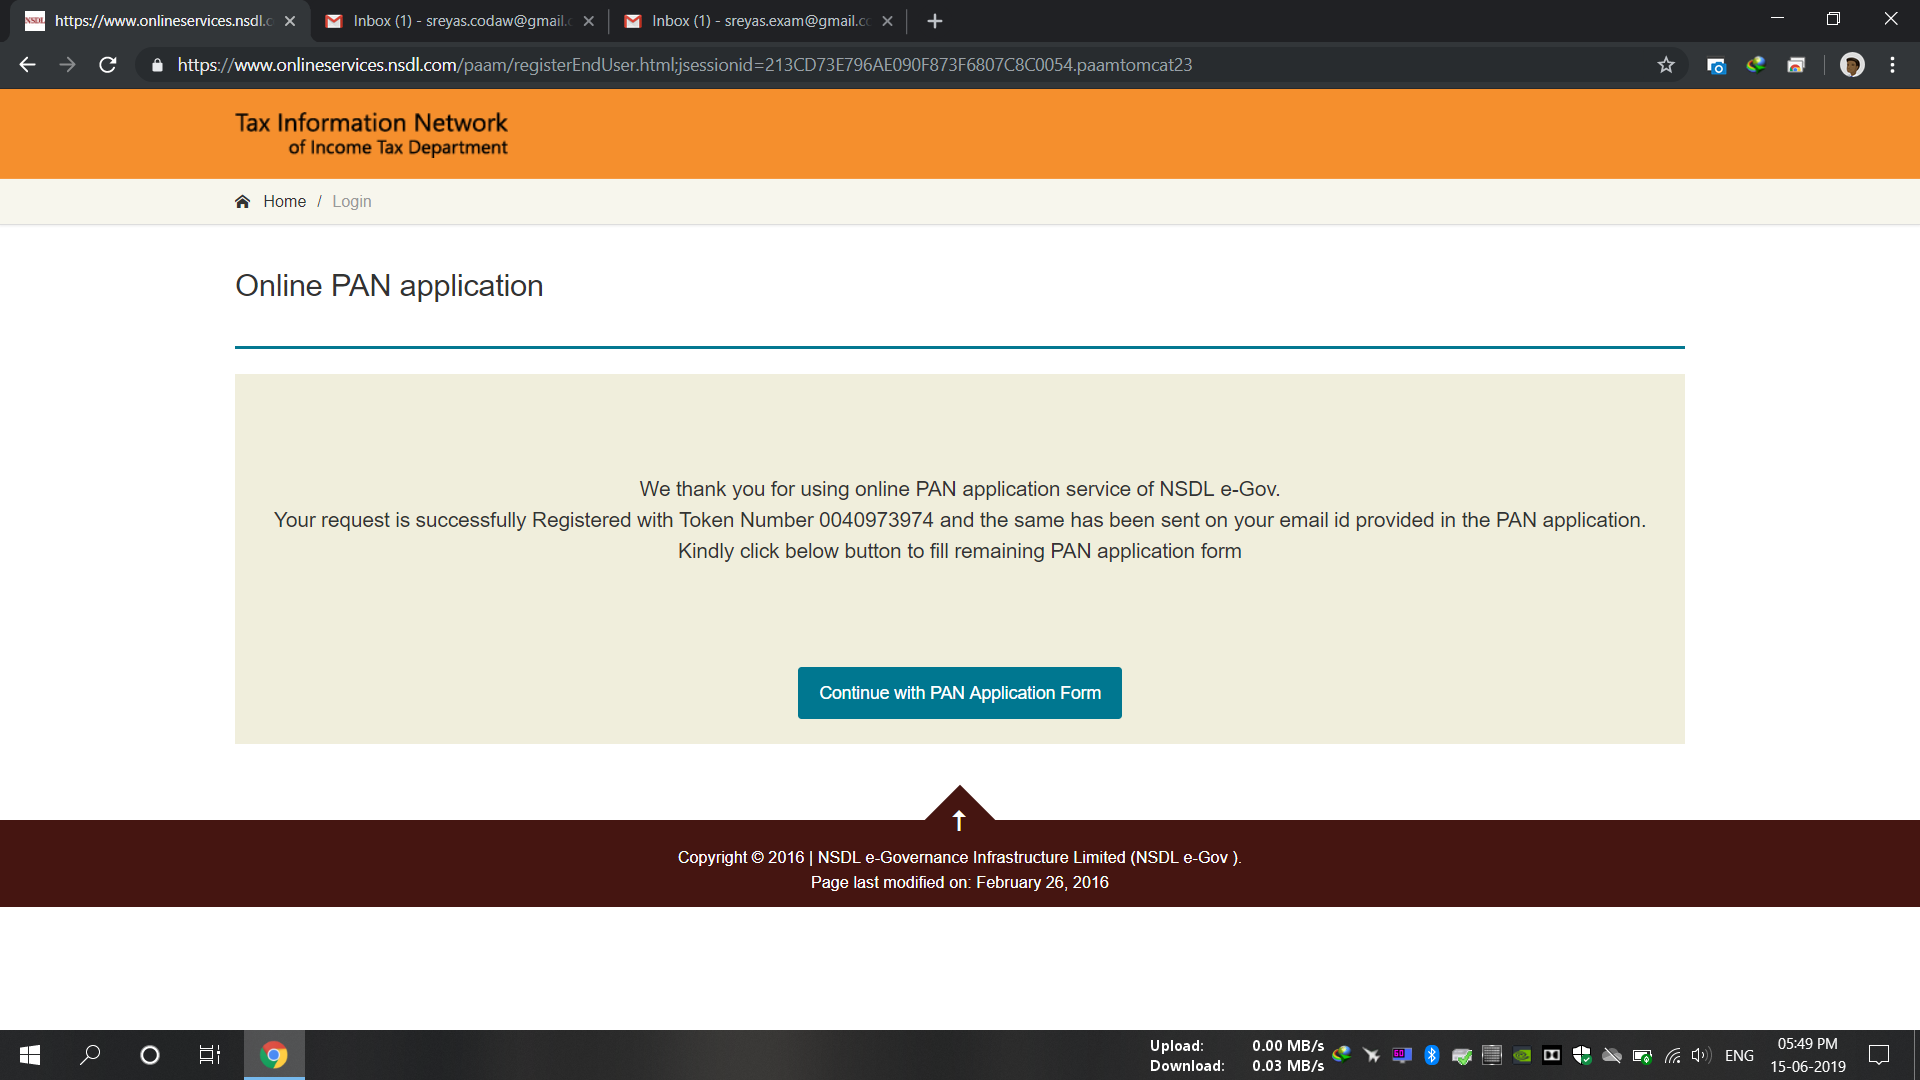 https://www.onlineservices.nsdl.c
Inbox (1) - sreyas.codaw@gmail.c
Inbox (1) - sreyas.exam@gmail.co
https://www.onlineservices.nsdl.com/paam/registerEndUser.html;jsessionid=213CD73E796AE090F873F6807C8C0054.paamtomcat23
Tax Information Network
of Income Tax Department
Home / Login
Online PAN application
We thank you for using online PAN application service of NSDL e-Gov.
Your request is successfully Registered with Token Number 0040973974 and the same has been sent on your email id provided in the PAN application.
Kindly click below button to fill remaining PAN application form
Continue with PAN Application Form
Copyright © 2016 | NSDL e-Governance Infrastructure Limited (NSDL e-Gov ).
Page last modified on: February 26, 2016
Upload: 0.00 MB/s
Download: 0.03 MB/s
ENG
05:49 PM
15-06-2019